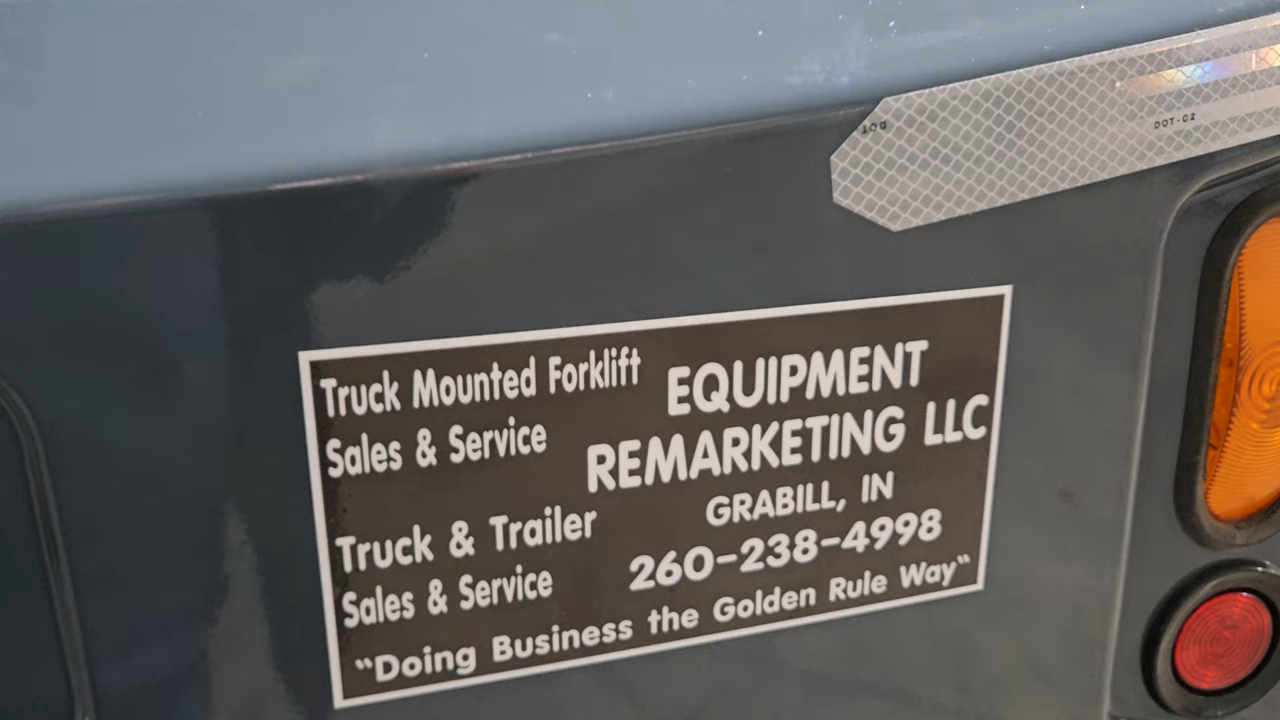 DOT
DOT-C2
Truck Mounted Forklift
Sales & Service
Truck & Trailer
Sales & Service
EQUIPMENT
REMARKETING LLC
GRABILL, IN
260-238-4998
"Doing Business the Golden Rule Way"